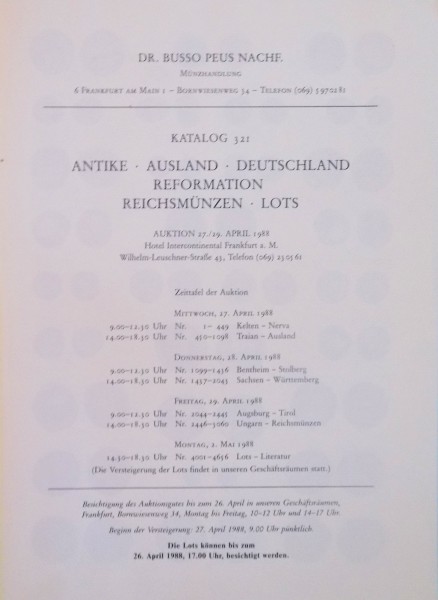 DR. BUSSO PEUS NACHF.
MÜNZHANDLUNG
6 FRANKFURT AM MAIN 1 – BORNWIESENWEG 34 – TELEFON (069) 5970281
KATALOG 321
ANTIKE · AUSLAND · DEUTSCHLAND
REFORMATION
REICHSMÜNZEN · LOTS
AUKTION 27./29. APRIL 1988
Hotel Intercontinental Frankfurt a. M.
Wilhelm-Leuschner-Straße 43, Telefon (069) 230561
Zeittafel der Auktion
MITTWOCH, 27. APRIL 1988
9.00–12.30 Uhr Nr. 1– 449 Kelten – Nerva
14.00–18.30 Uhr Nr. 450–1098 Traian – Ausland
DONNERSTAG, 28. APRIL 1988
9.00–12.30 Uhr Nr. 1099–1436 Bentheim – Stolberg
14.00–18.30 Uhr Nr. 1437–2043 Sachsen – Württemberg
FREITAG, 29. APRIL 1988
9.00–12.30 Uhr Nr. 2044–2445 Augsburg – Tirol
14.00–18.30 Uhr Nr. 2446–3060 Ungarn – Reichsmünzen
MONTAG, 2. MAI 1988
14.30–18.30 Uhr Nr. 4001–4656 Lots – Literatur
(Die Versteigerung der Lots findet in unseren Geschäftsräumen statt.)
Besichtigung des Auktionsgutes bis zum 26. April in unseren Geschäftsräumen,
Frankfurt, Bornwiesenweg 34, Montag bis Freitag, 10–12 Uhr und 14–17 Uhr.
Beginn der Versteigerung: 27. April 1988, 9.00 Uhr pünktlich.
Die Lots können bis zum
26. April 1988, 17.00 Uhr, besichtigt werden.